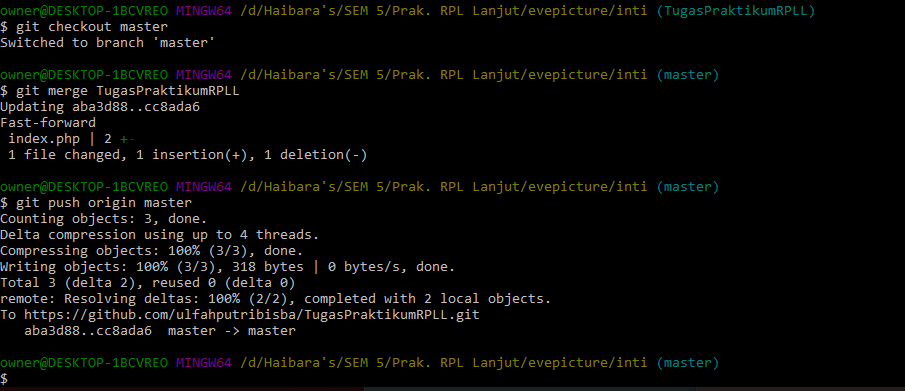 owner@DESKTOP-1BCVREO MINGW64 /d/Haibara's/SEM 5/Prak. RPL Lanjut/evepicture/inti (TugasPraktikumRPLL)
$ git checkout master
Switched to branch 'master'
owner@DESKTOP-1BCVREO MINGW64 /d/Haibara's/SEM 5/Prak. RPL Lanjut/evepicture/inti (master)
$ git merge TugasPraktikumRPLL
Updating aba3d88..cc8ada6
Fast-forward
 index.php | 2 +-
 1 file changed, 1 insertion(+), 1 deletion(-)
owner@DESKTOP-1BCVREO MINGW64 /d/Haibara's/SEM 5/Prak. RPL Lanjut/evepicture/inti (master)
$ git push origin master
Counting objects: 3, done.
Delta compression using up to 4 threads.
Compressing objects: 100% (3/3), done.
Writing objects: 100% (3/3), 318 bytes | 0 bytes/s, done.
Total 3 (delta 2), reused 0 (delta 0)
remote: Resolving deltas: 100% (2/2), completed with 2 local objects.
To https://github.com/ulfahputribisba/TugasPraktikumRPLL.git
   aba3d88..cc8ada6  master -> master
owner@DESKTOP-1BCVREO MINGW64 /d/Haibara's/SEM 5/Prak. RPL Lanjut/evepicture/inti (master)
$